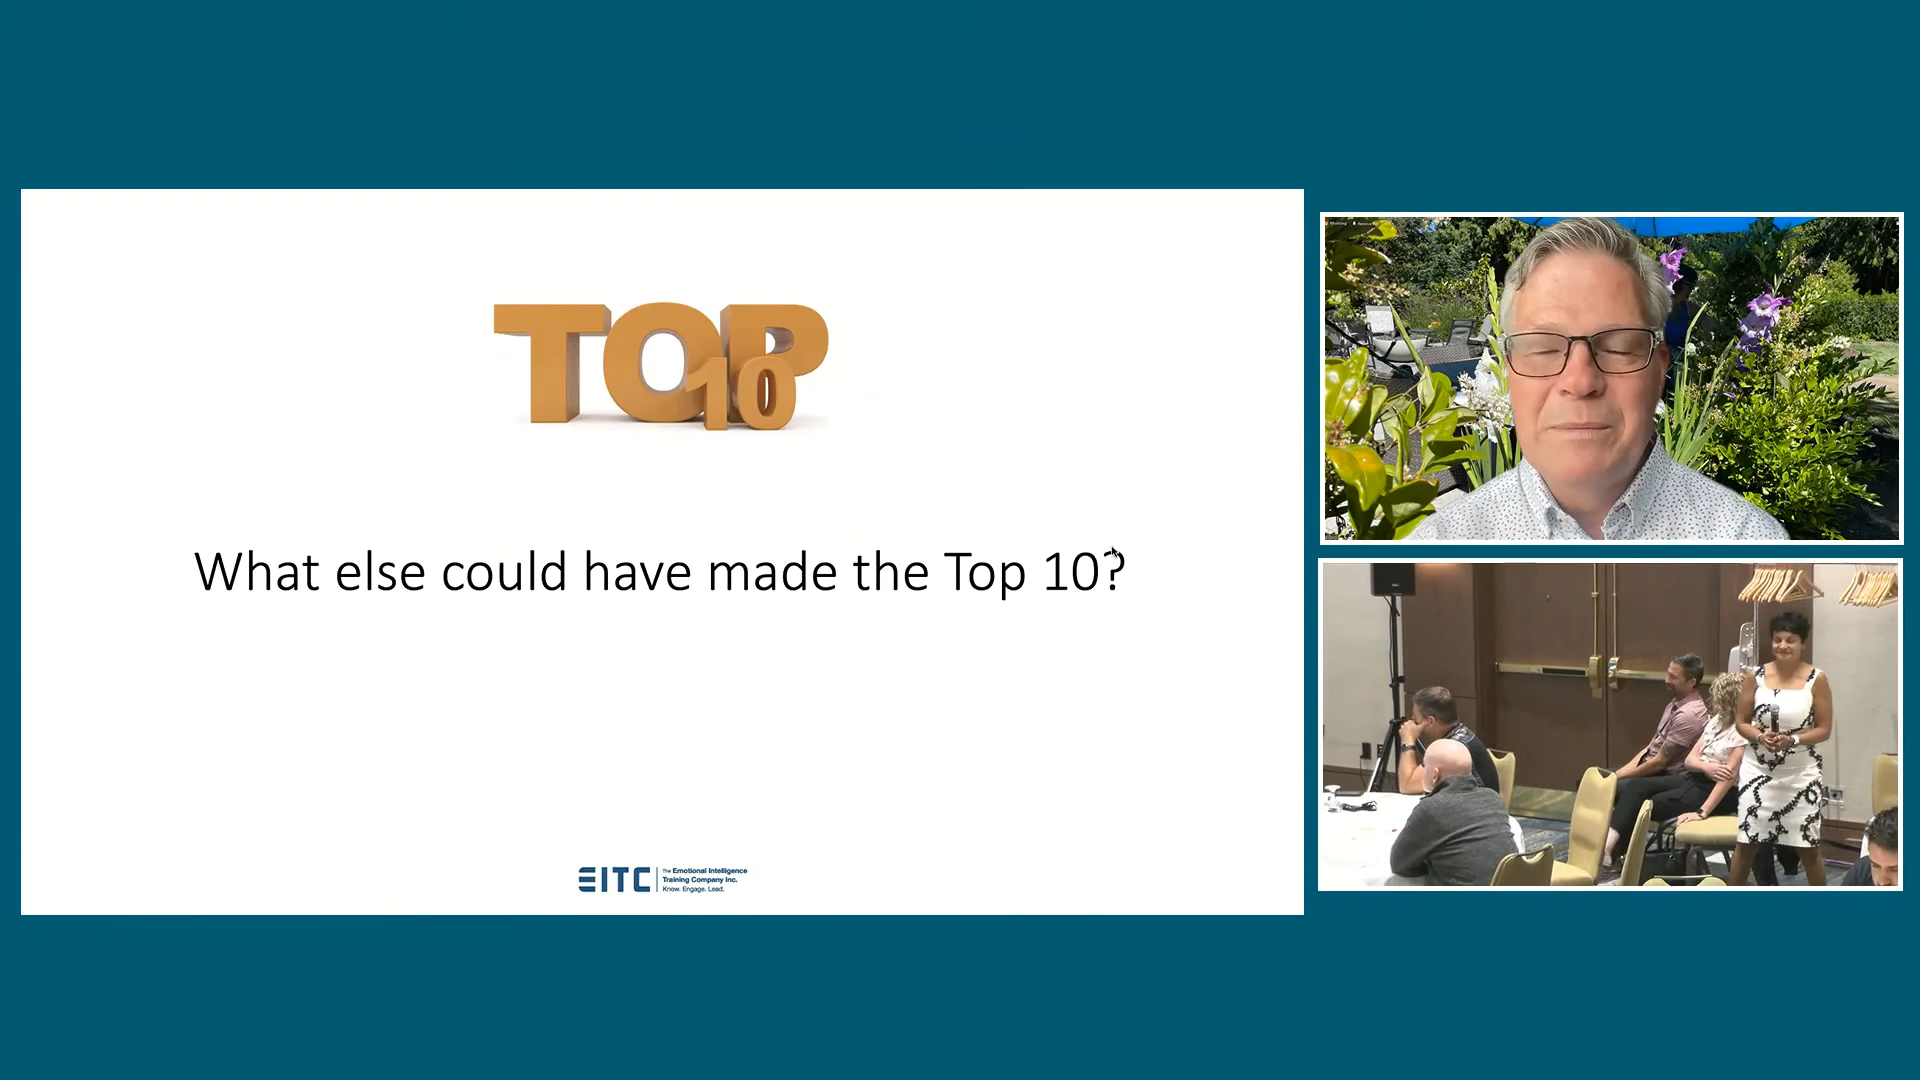 TOP
10
What else could have made the Top 10?
EITC
The Emotional Intelligence
Training Company Inc.
Know. Engage. Lead.